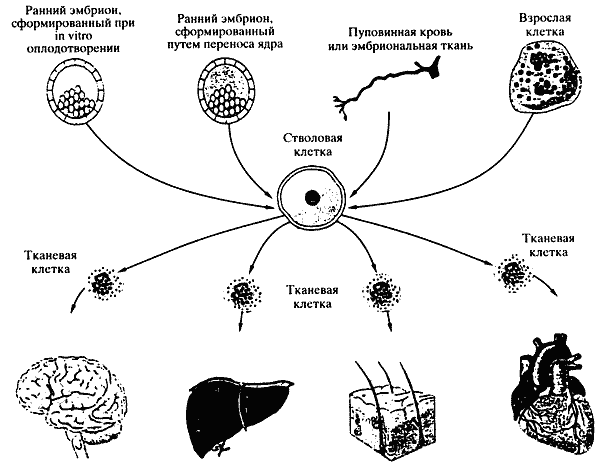 Ранний эмбрион,
сформированный при
in vitro
оплодотворении
Ранний эмбрион,
сформированный
путем переноса ядра
Пуповинная кровь
или эмбриональная ткань
Взрослая
клетка
Стволовая
клетка
Тканевая
клетка
Тканевая
клетка
Тканевая
клетка